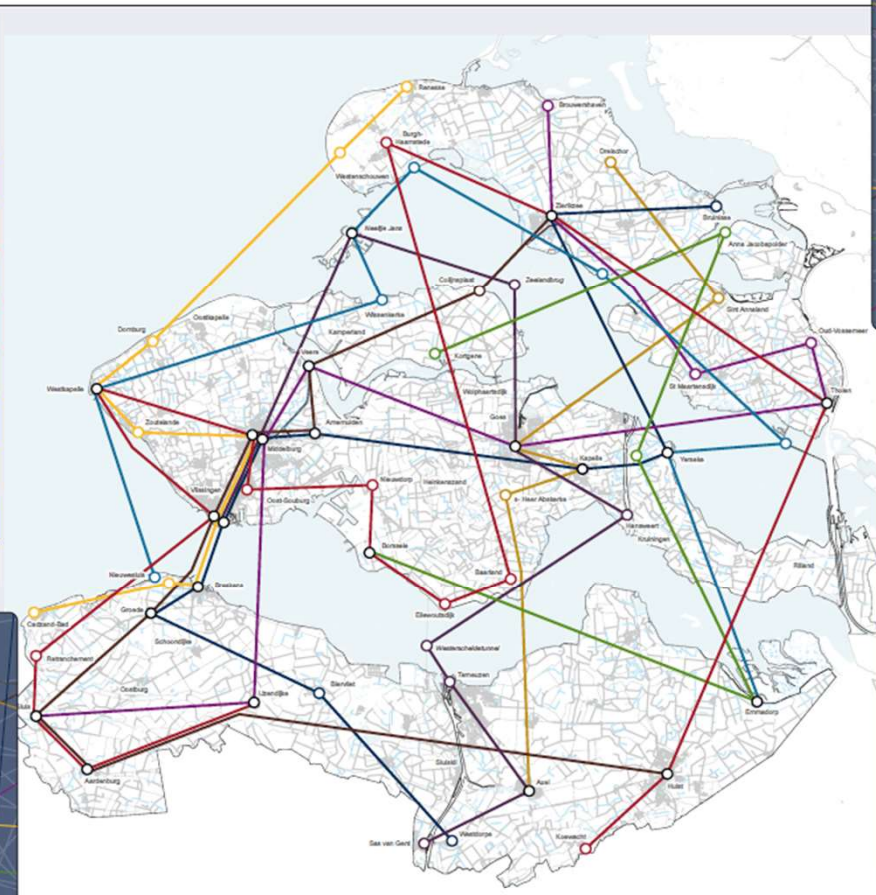 Renesse
Brouwershaven
Burgh-
Haamstede
Dreischor
Westenschouwen
Zierikzee
Bruinisse
Neeltje Jans
Anna Jacobapolder
Colijnsplaat
Zeelandbrug
Sint Annaland
Wissenkerke
Oostkapelle
Domburg
Kamperland
Oud-Vossemeer
Kortgene
Veere
St Maartensdijk
Westkapelle
Wolphaartsdijk
Tholen
Goes
Zoutelande
Arnemuiden
Middelburg
Kapelle
Yerseke
Nieuwdorp
Heinkenszand
Vlissingen
Oost-Souburg
s- Heer Abtskerke
Hansweert
Kruiningen
Borssele
Rilland
Nieuwvliet
Baarland
Breskens
Ellewoutsdijk
Groede
Cadzand-Bad
Schoondijke
Westerscheldetunnel
Retranchement
Terneuzen
Oostburg
IJzendijke
Biervliet
Sluis
Emmadorp
Sluiskil
Aardenburg
Axel
Hulst
Westdorpe
Sas van Gent
Koewacht